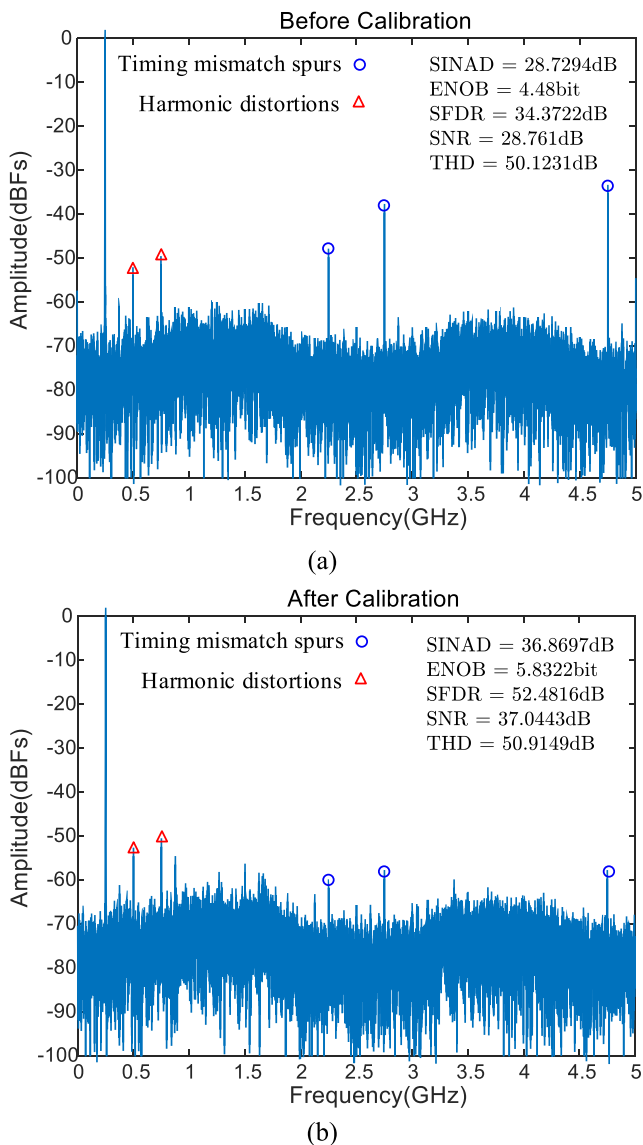 Before Calibration
Timing mismatch spurs
Harmonic distortions
SINAD = 28.7294dB
ENOB = 4.48bit
SFDR = 34.3722dB
SNR = 28.761dB
THD = 50.1231dB
Amplitude(dBFs)
0
-10
-20
-30
-40
-50
-60
-70
-80
-90
-100
0 0.5 1 1.5 2 2.5 3 3.5 4 4.5 5
Frequency(GHz)
(a)
After Calibration
Timing mismatch spurs
Harmonic distortions
SINAD = 36.8697dB
ENOB = 5.8322bit
SFDR = 52.4816dB
SNR = 37.0443dB
THD = 50.9149dB
Amplitude(dBFs)
0
-10
-20
-30
-40
-50
-60
-70
-80
-90
-100
0 0.5 1 1.5 2 2.5 3 3.5 4 4.5 5
Frequency(GHz)
(b)